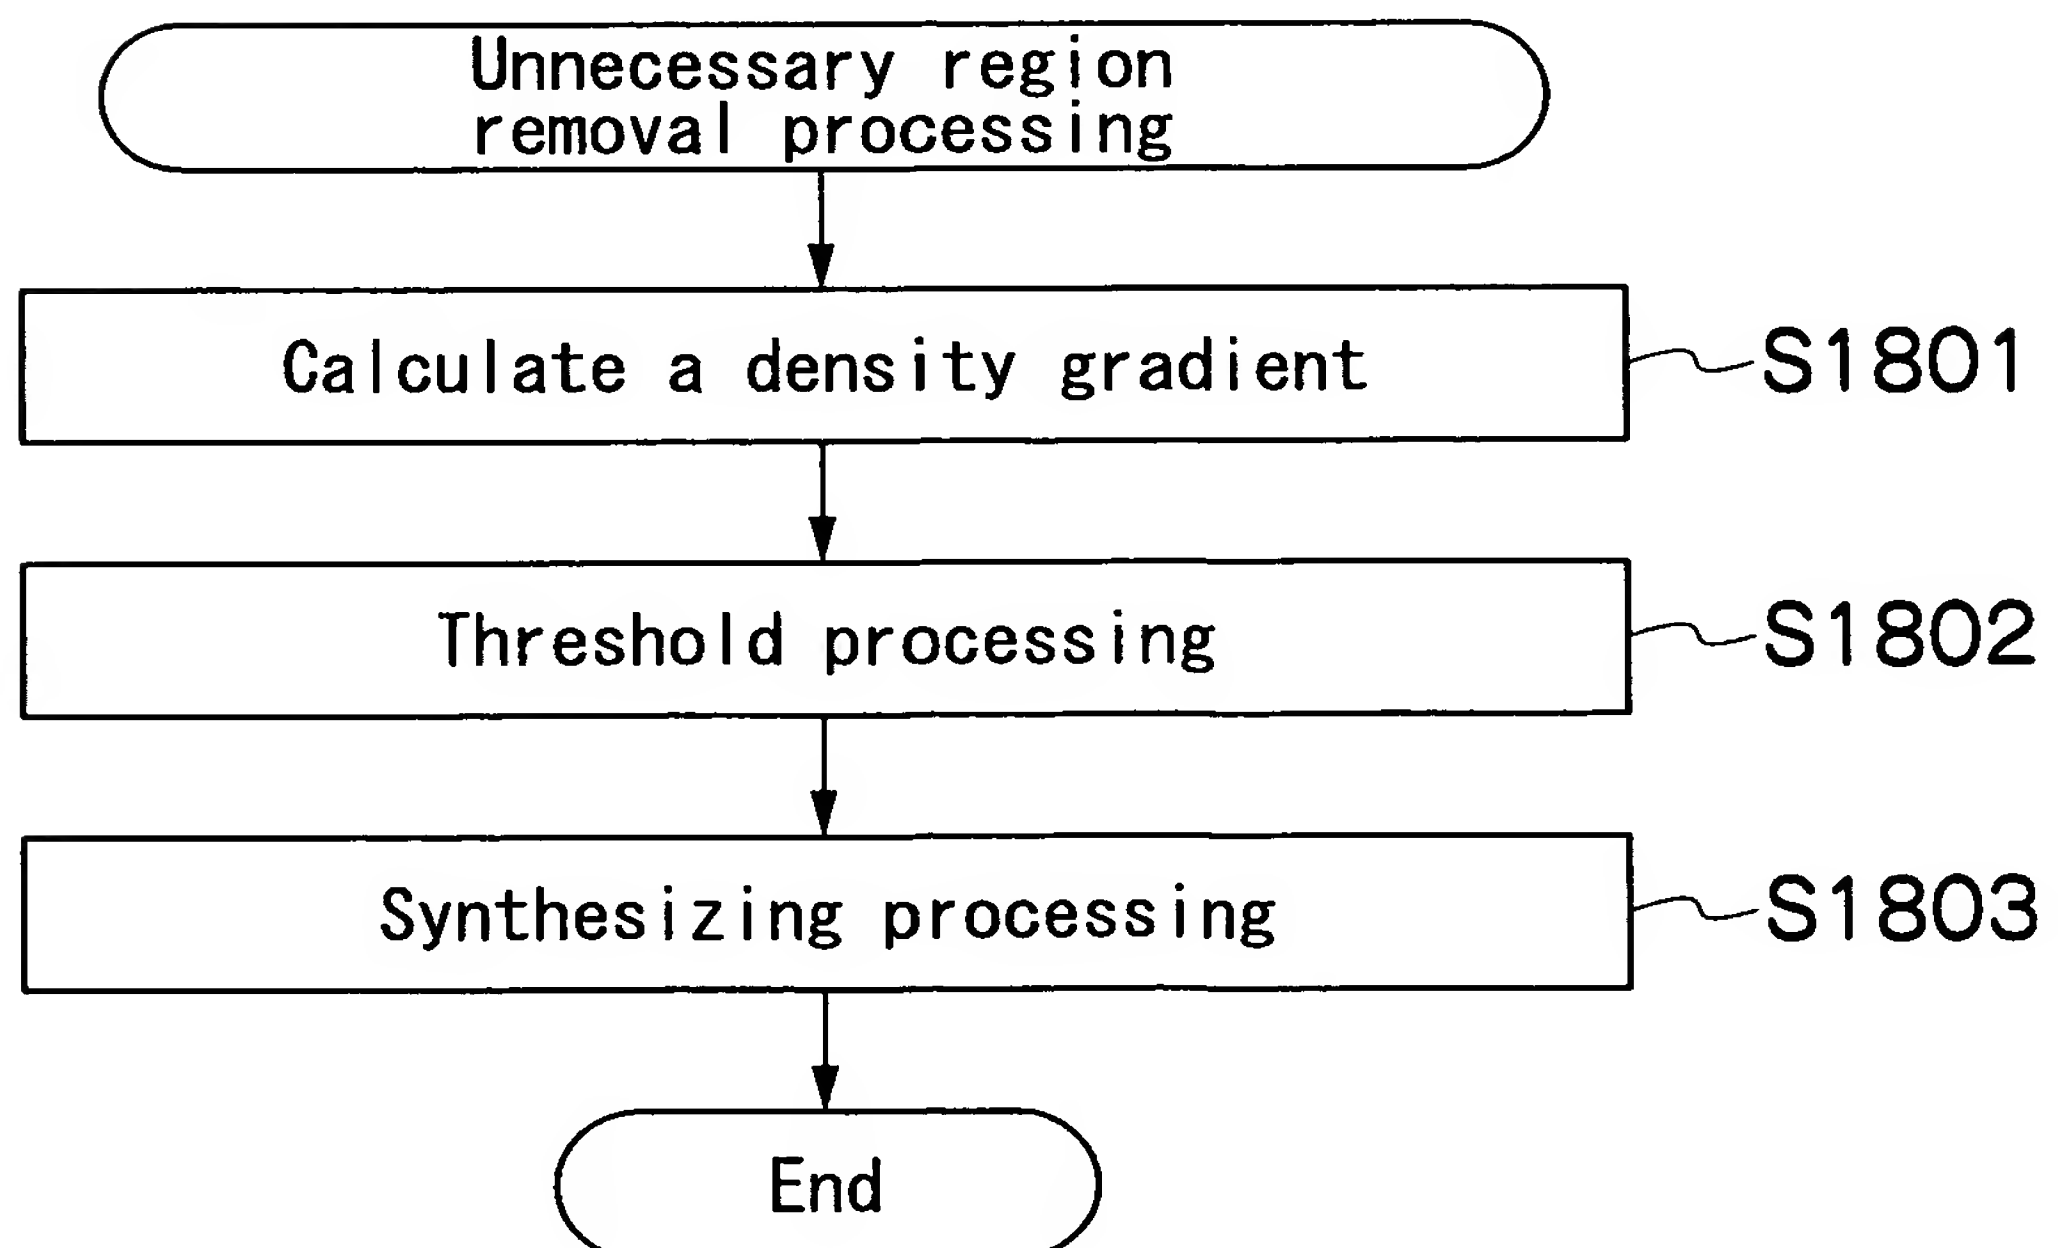 Unnecessary region
removal processing
Calculate a density gradient
S1801
Threshold processing
S1802
Synthesizing processing
S1803
End